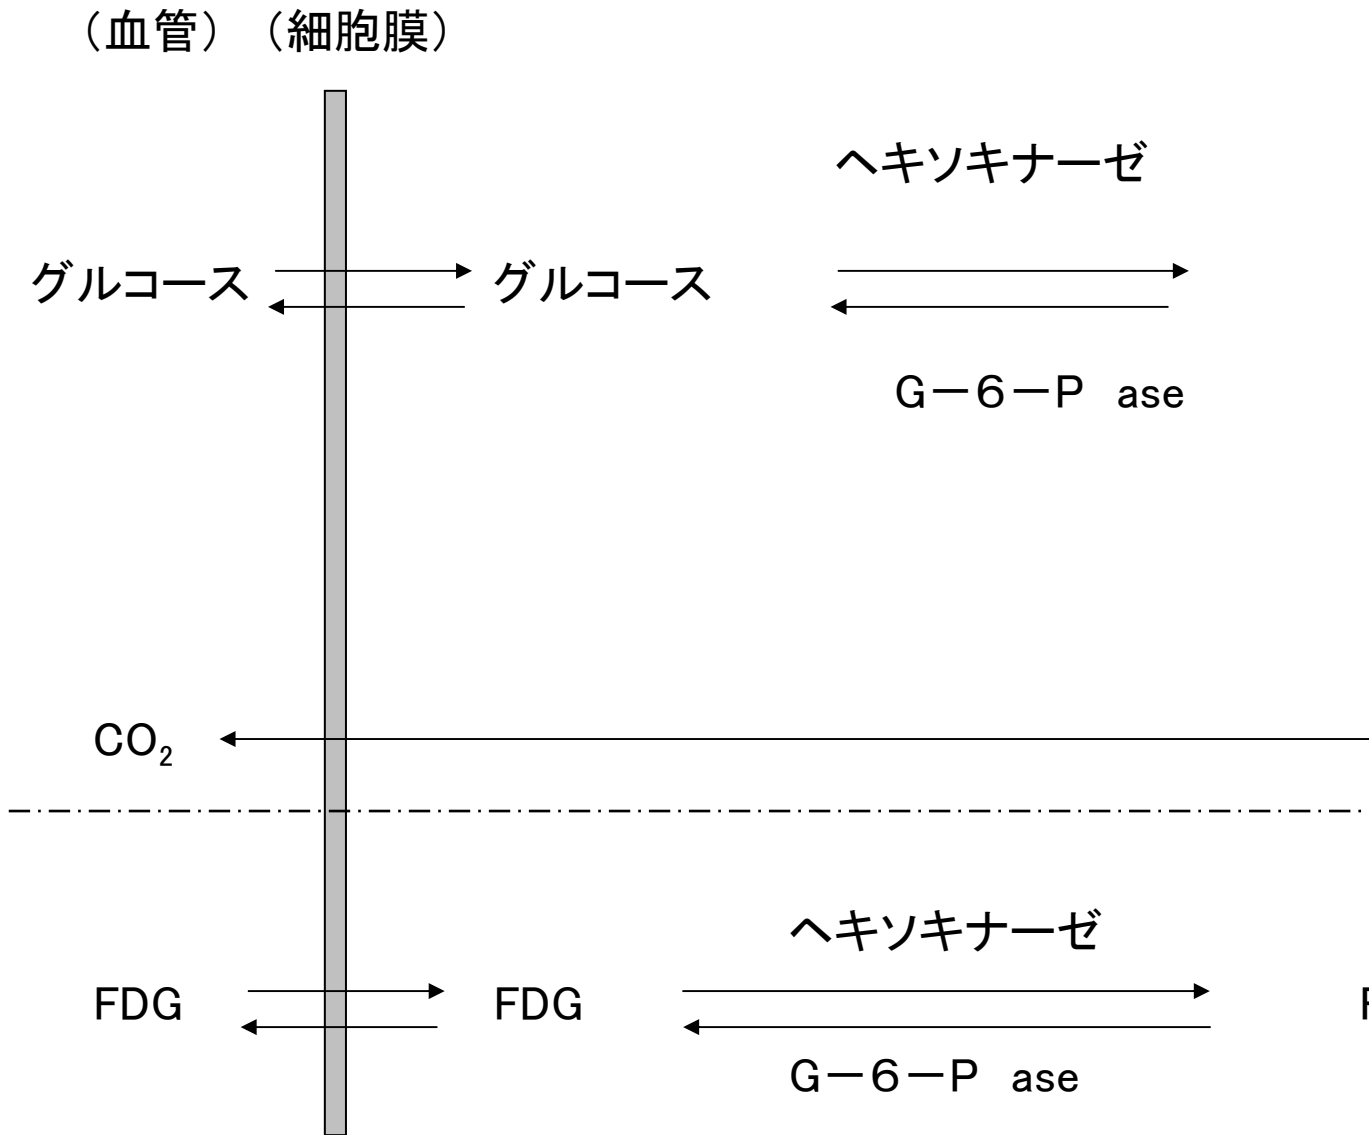 （血管）（細胞膜）
ヘキソキナーゼ
グルコース グルコース
G－6－P ase
CO₂
ヘキソキナーゼ
FDG FDG
G－6－P ase